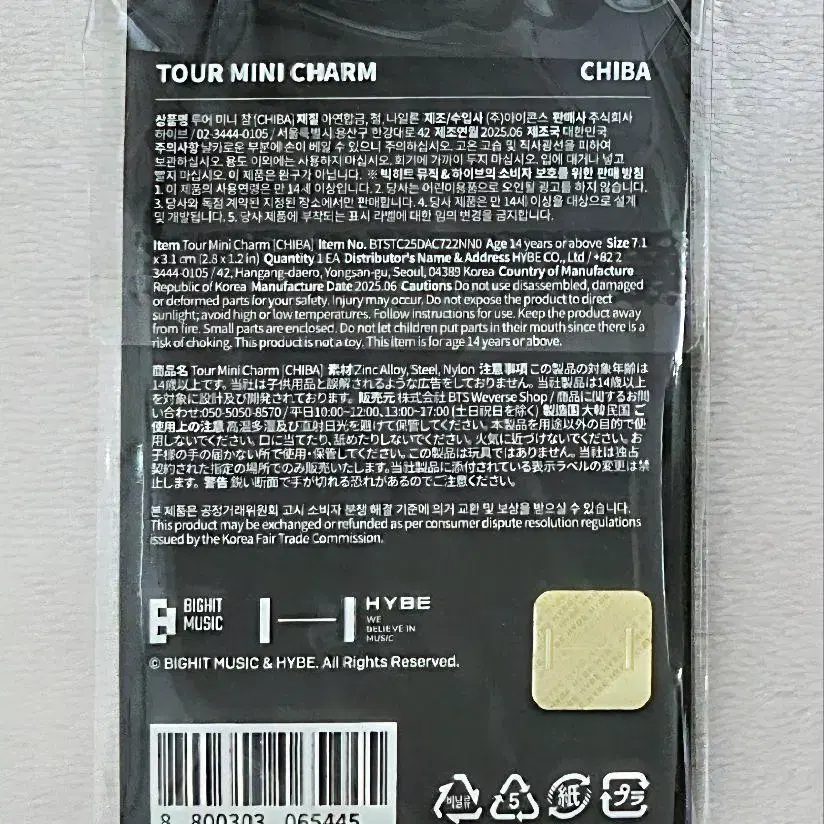 TOUR MINI CHARM CHIBA
상품명 투어 미니 참 [CHIBA] 재질 아연합금, 철, 나일론 제조/수입사 (주)아이콘스 판매사 주식회사
하이브 / 02-3444-0105 / 서울특별시 용산구 한강대로 42 제조연월 2025.06 제조국 대한민국
주의사항 날카로운 부분에 손이 베일 수 있으니 주의하십시오. 고온 고습 및 직사광선을 피하여
보관하십시오. 용도 이외에는 사용하지 마십시오. 화기에 가까이 두지 마십시오. 입에 대거나 넣고
빨지 마십시오. 이 제품은 완구가 아닙니다. ※ 빅히트 뮤직 & 하이브의 소비자 보호를 위한 판매 방침
1. 이 제품의 사용연령은 만 14세 이상입니다. 2. 당사는 어린이용품으로 오인될 광고를 하지 않습니다.
3. 당사와 독점 계약된 지정된 장소에서만 판매합니다. 4. 당사 제품은 만 14세 이상을 대상으로 설계
및 개발됩니다. 5. 당사 제품에 부착되는 표시 라벨에 대한 임의 변경을 금지합니다.
Item Tour Mini Charm [CHIBA] Item No. BTSTC25DAC722NN0 Age 14 years or above Size 7.1
x 3.1 cm (2.8 x 1.2 in) Quantity 1 EA Distributor's Name & Address HYBE CO., Ltd / +82 2
3444-0105 / 42, Hangang-daero, Yongsan-gu, Seoul, 04389 Korea Country of Manufacture
Republic of Korea Manufacture Date 2025.06 Cautions Do not use disassembled, damaged
or deformed parts for your safety. Injury may occur. Do not expose the product to direct
sunlight; avoid high or low temperatures. Follow instructions for use. Keep the product away
from fire. Small parts are enclosed. Do not let children put parts in their mouth since there is a
risk of choking. This product is not a toy. This item is for age 14 years or above.
商品名 Tour Mini Charm [CHIBA] 素材 Zinc Alloy, Steel, Nylon 注意事項 この製品の対象年齢は
14歳以上です。当社は子供用品と誤解されるような広告をしておりません。当社製品は14歳以上
を対象に設計及び開発されております。販売元 株式会社 BTS Weverse Shop / 商品に関するお問
い合わせ:050-5050-8570 / 平日10:00~12:00, 13:00~17:00 (土日祝日を除く) 製造国 大韓民国 ご
使用上の注意 高温多湿及び直射日光を避けて保管してください。本製品を用途以外の目的で使
用しないでください。口に当てたり、舐めたりしないでください。火気に近づけないでください。お
子様の手の届かない所で使用・保管してください。この製品は玩具ではありません。当社は独占
契約された指定の場所でのみ販売いたします。当社製品に添付されている表示ラベルの変更は禁
止します。警告 鋭い断面で手が切れる恐れがあるのでご注意ください。
본 제품은 공정거래위원회 고시 소비자 분쟁 해결 기준에 의거 교환 및 보상을 받으실 수 있습니다.
This product may be exchanged or refunded as per consumer dispute resolution regulations
issued by the Korea Fair Trade Commission.
BIGHIT MUSIC
HYBE
WE BELIEVE IN MUSIC
© BIGHIT MUSIC & HYBE. All Rights Reserved.
8 800303 065445
비닐류 5 紙 プラ